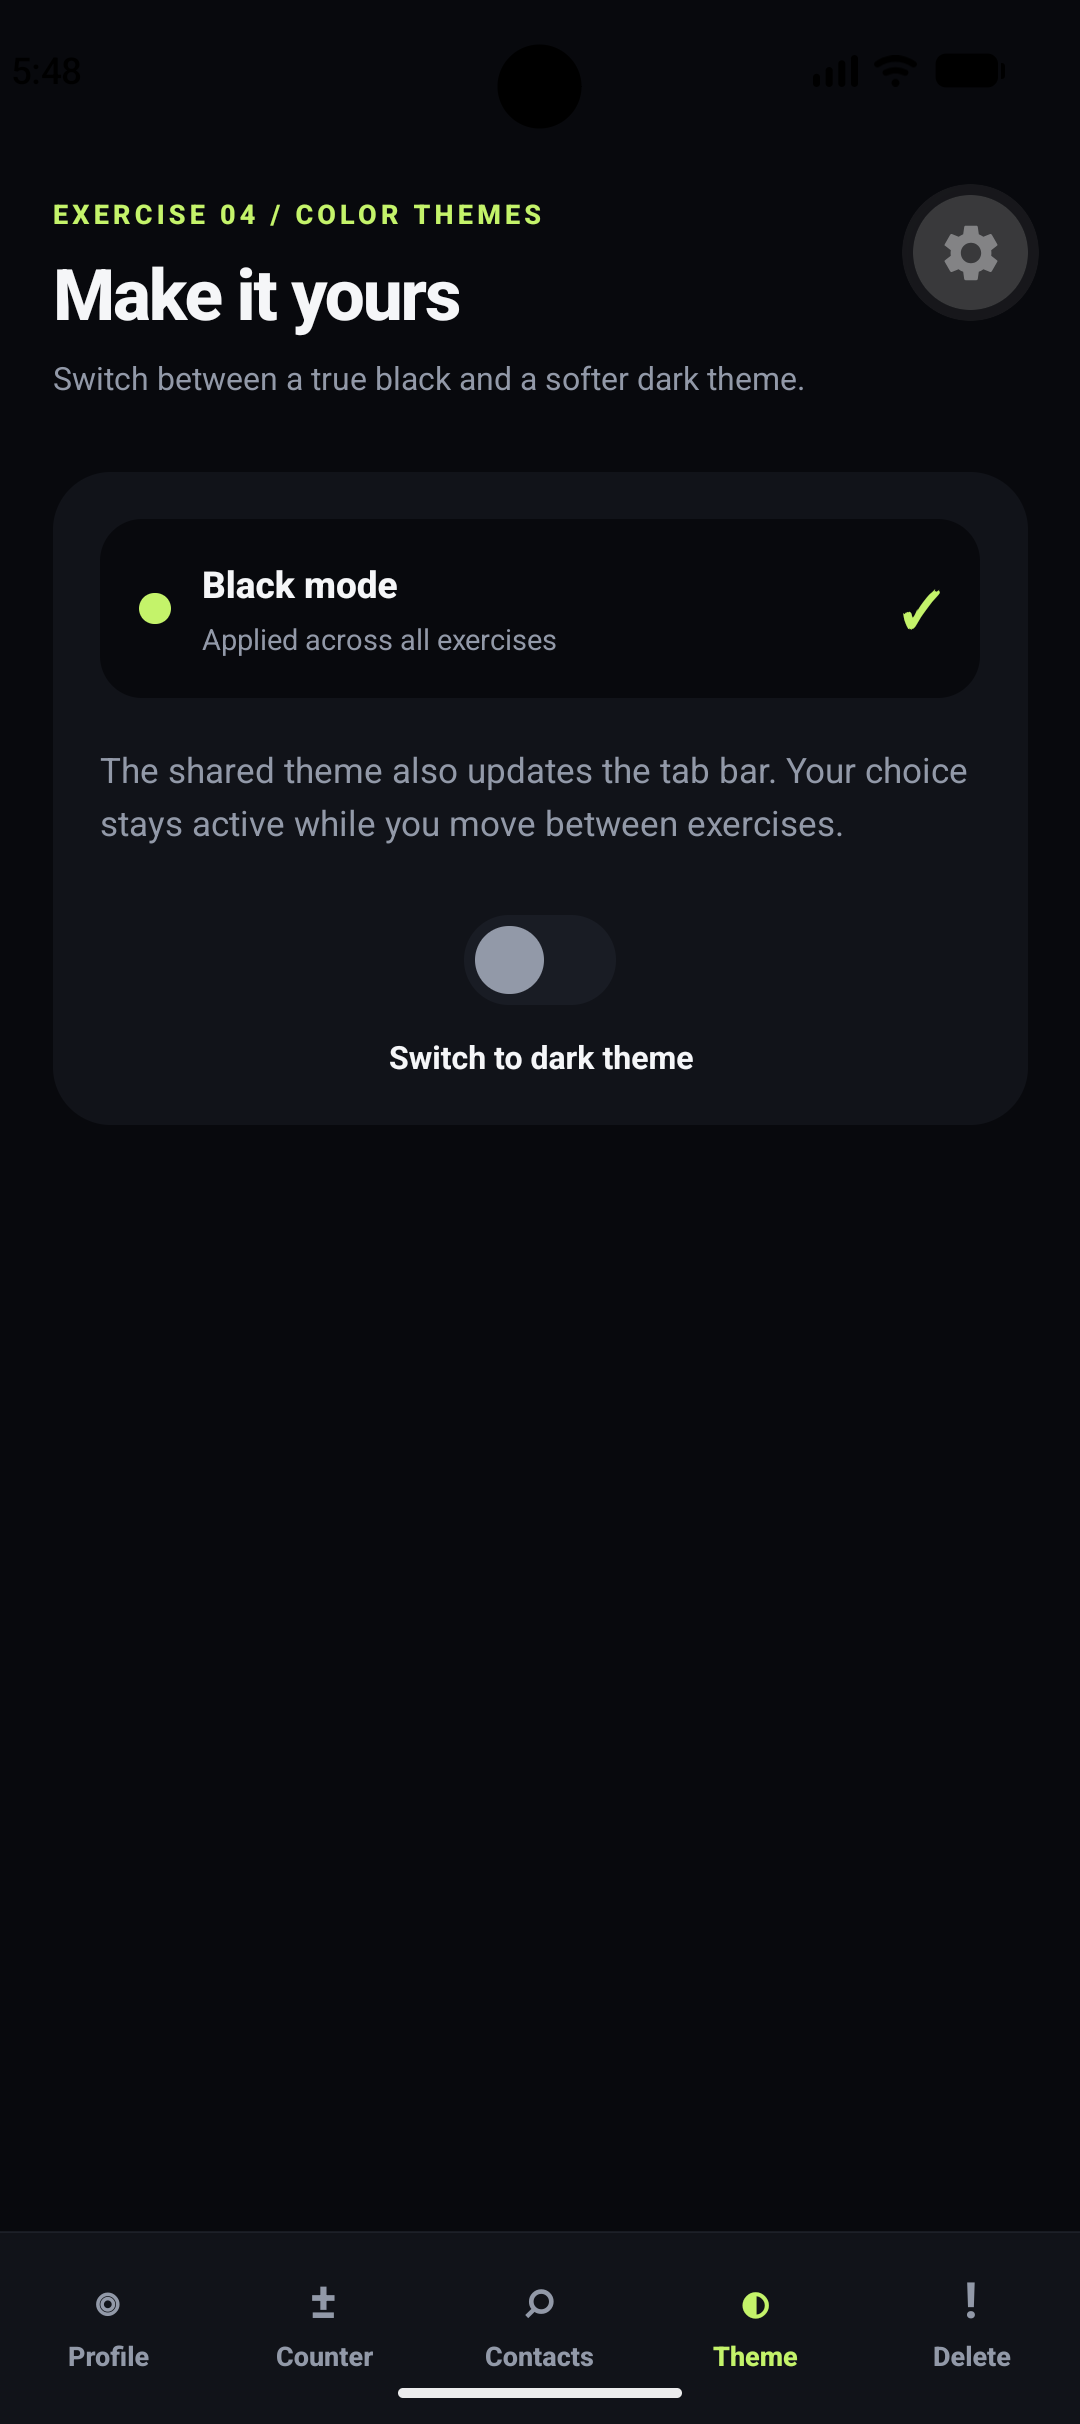 5:48
EXERCISE 04 / COLOR THEMES
Make it yours
Switch between a true black and a softer dark theme.
Black mode
Applied across all exercises
The shared theme also updates the tab bar. Your choice
stays active while you move between exercises.
Switch to dark theme
Profile
Counter
Contacts
Theme
Delete